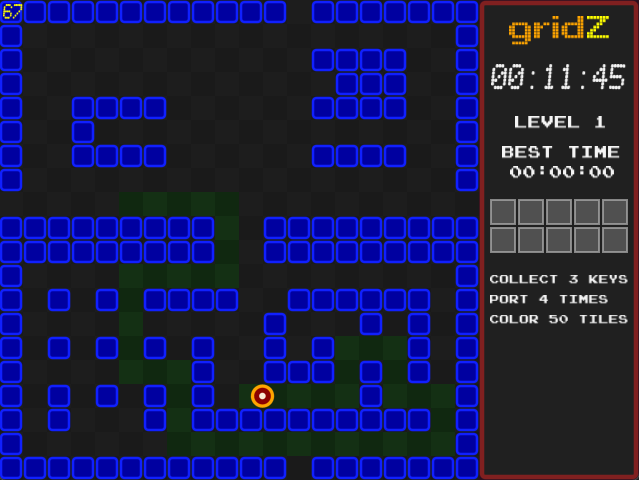 67
gridZ
00:11:45
LEVEL 1
BEST TIME
00:00:00
COLLECT 3 KEYS
PORT 4 TIMES
COLOR 50 TILES